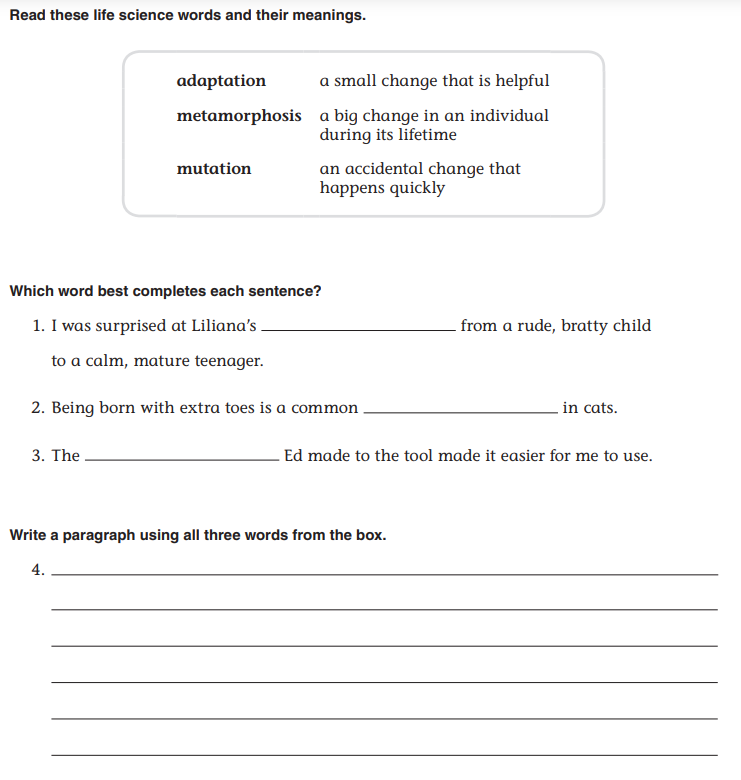 Read these life science words and their meanings.
adaptation a small change that is helpful
metamorphosis a big change in an individual
during its lifetime
mutation an accidental change that
happens quickly
Which word best completes each sentence?
1. I was surprised at Liliana’s ______________________ from a rude, bratty child
to a calm, mature teenager.
2. Being born with extra toes is a common ______________________ in cats.
3. The ______________________ Ed made to the tool made it easier for me to use.
Write a paragraph using all three words from the box.
4.